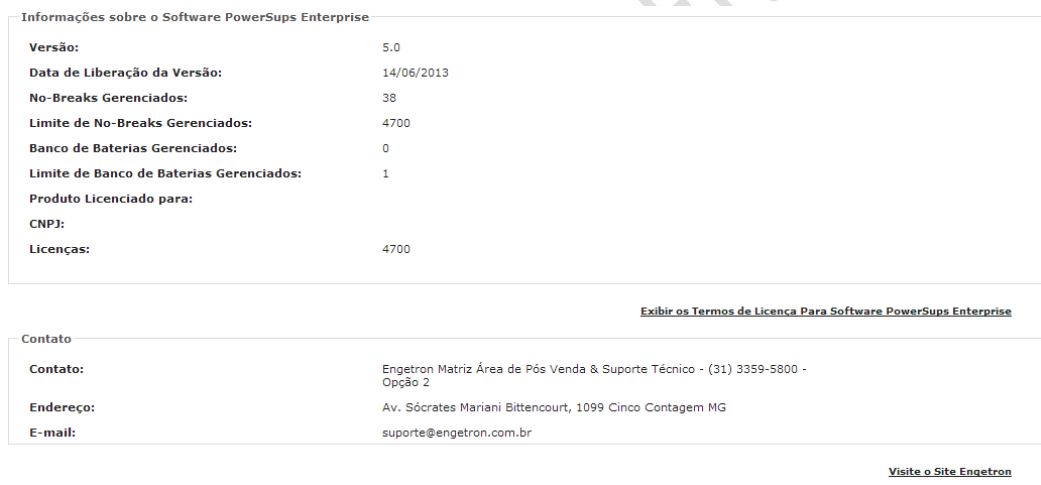 Informações sobre o Software PowerSups Enterprise
Versão: 5.0
Data de Liberação da Versão: 14/06/2013
No-Breaks Gerenciados: 38
Limite de No-Breaks Gerenciados: 4700
Banco de Baterias Gerenciados: 0
Limite de Banco de Baterias Gerenciados: 1
Produto Licenciado para:
CNPJ:
Licenças: 4700
Exibir os Termos de Licença Para Software PowerSups Enterprise
Contato
Contato: Engetron Matriz Área de Pós Venda & Suporte Técnico - (31) 3359-5800 -
Opção 2
Endereço: Av. Sócrates Mariani Bittencourt, 1099 Cinco Contagem MG
E-mail: suporte@engetron.com.br
Visite o Site Engetron